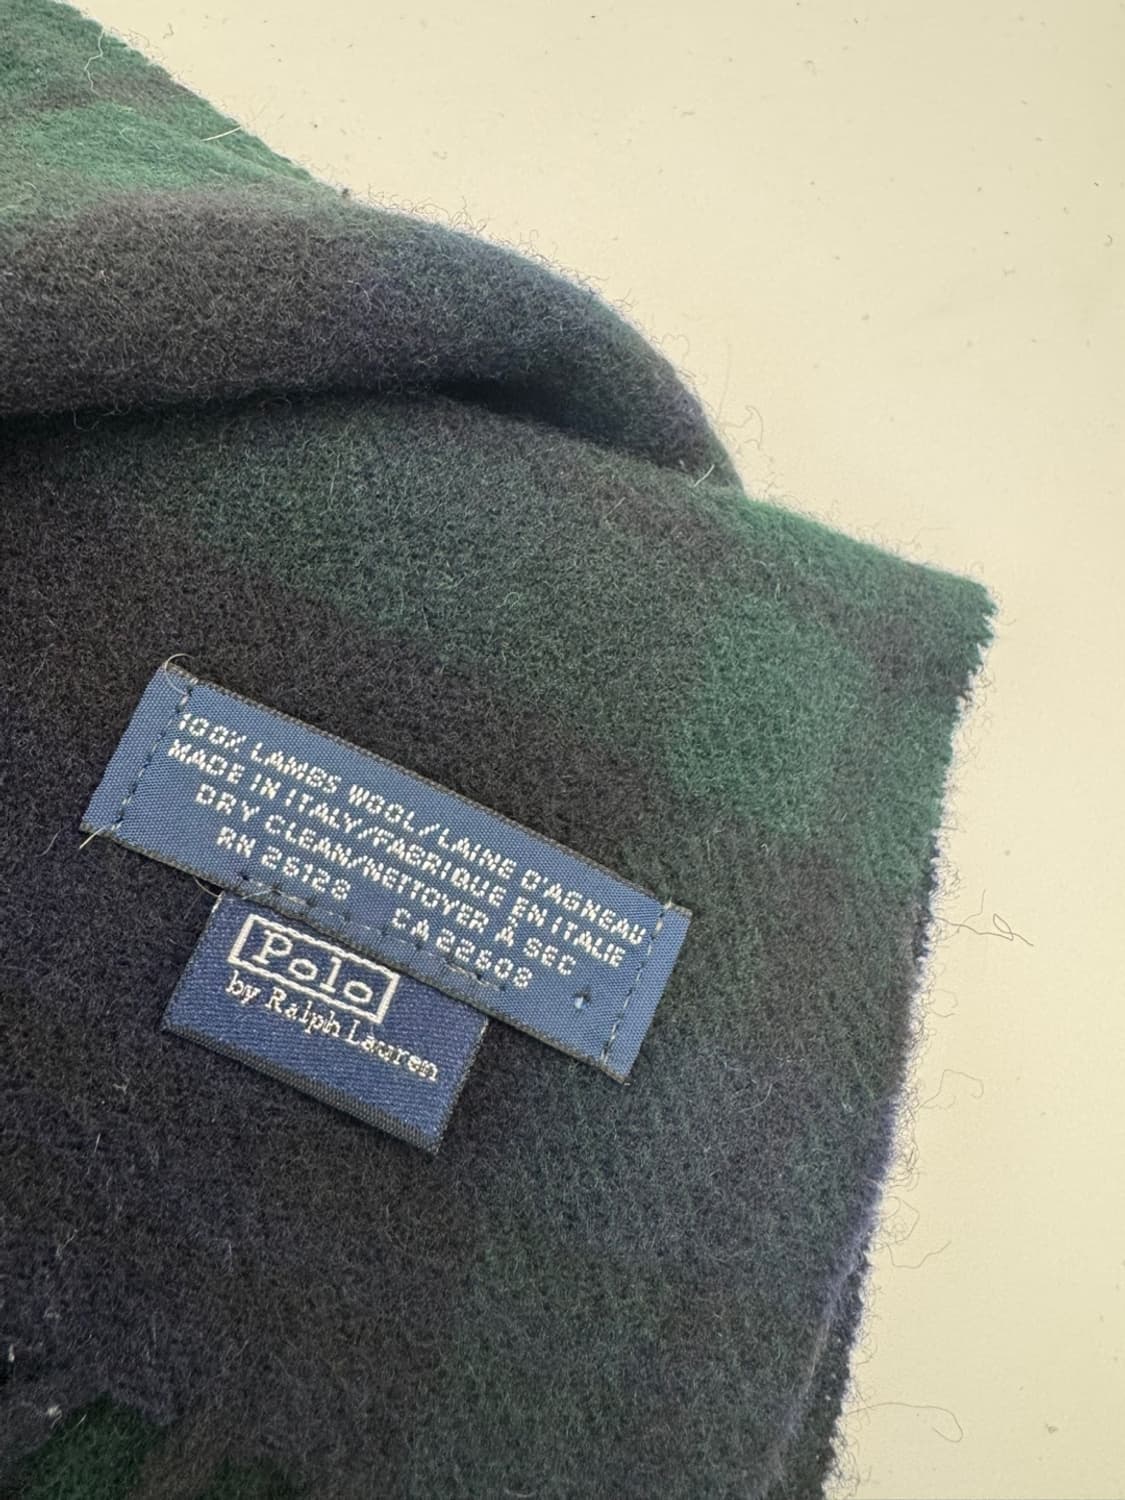 100% LAMBS WOOL/LAINE D'AGNEAU
MADE IN ITALY/FABRIQUE EN ITALIE
DRY CLEAN/NETTOYER À SEC
RN 26128 CA 22608
Polo
by Ralph Lauren